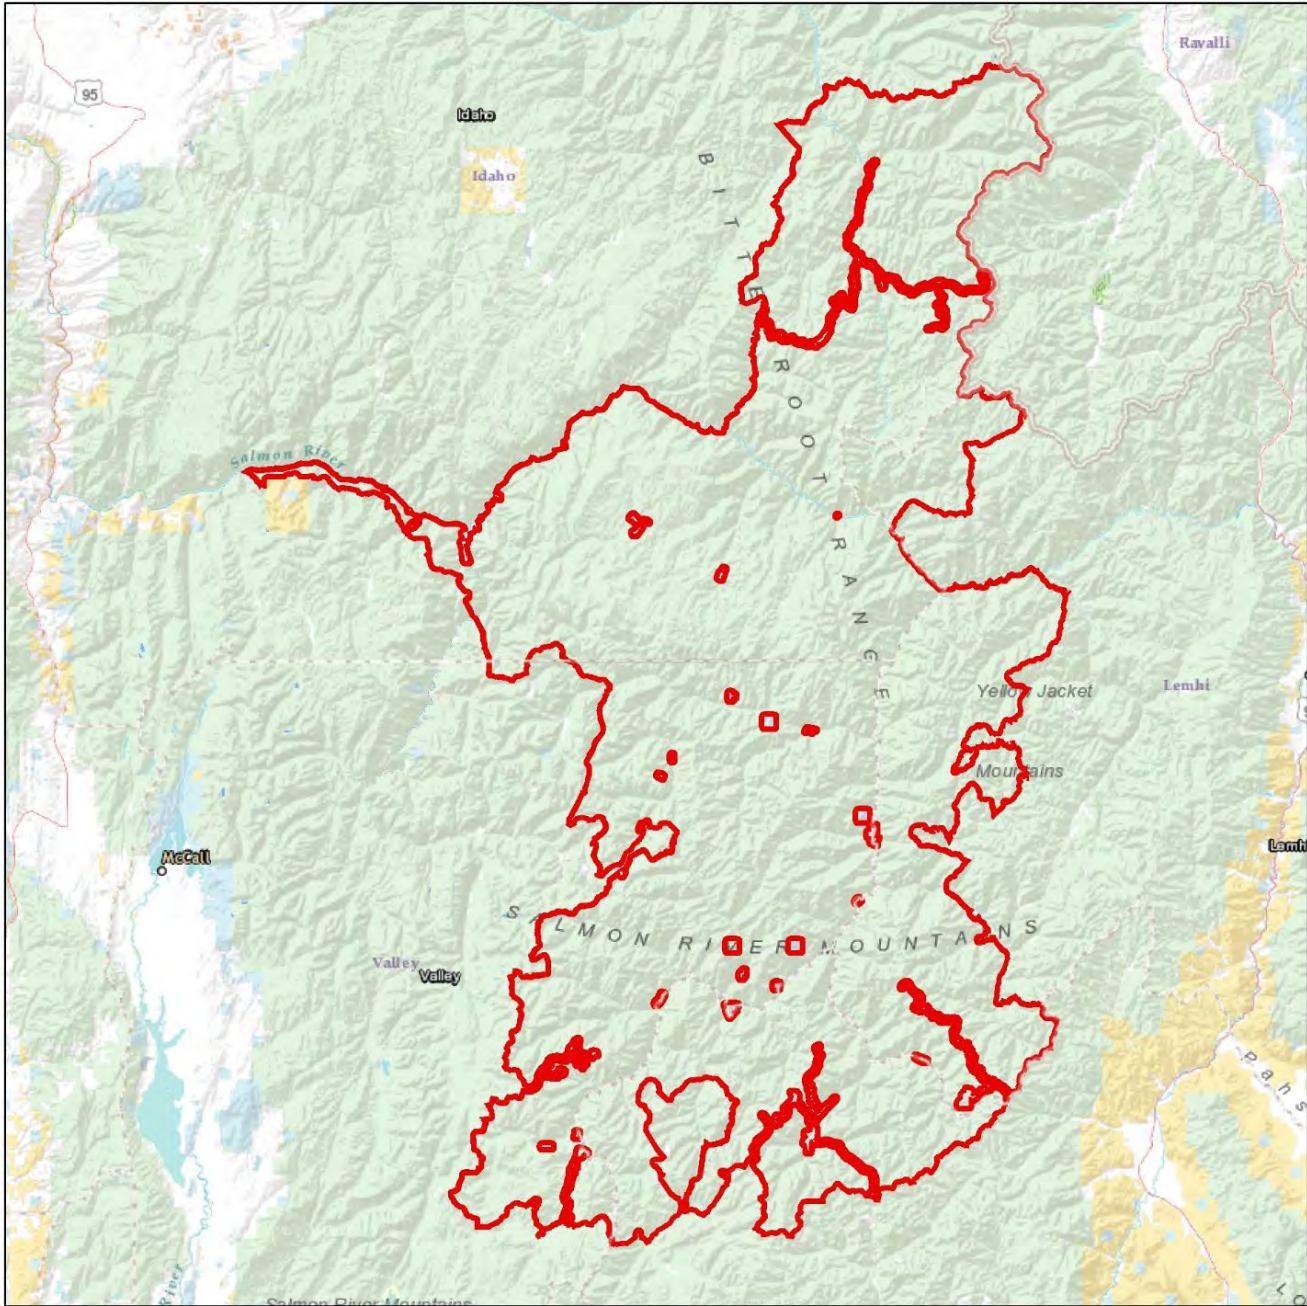 Ravalli
95
Idaho
Idaho
BITTERROOT RANGE
Salmon River
Yellow Jacket
Mountains
Lemhi
McCall
SALMON RIVER MOUNTAINS
Valley
Valley
Pahs
River
Salmon River Mountains